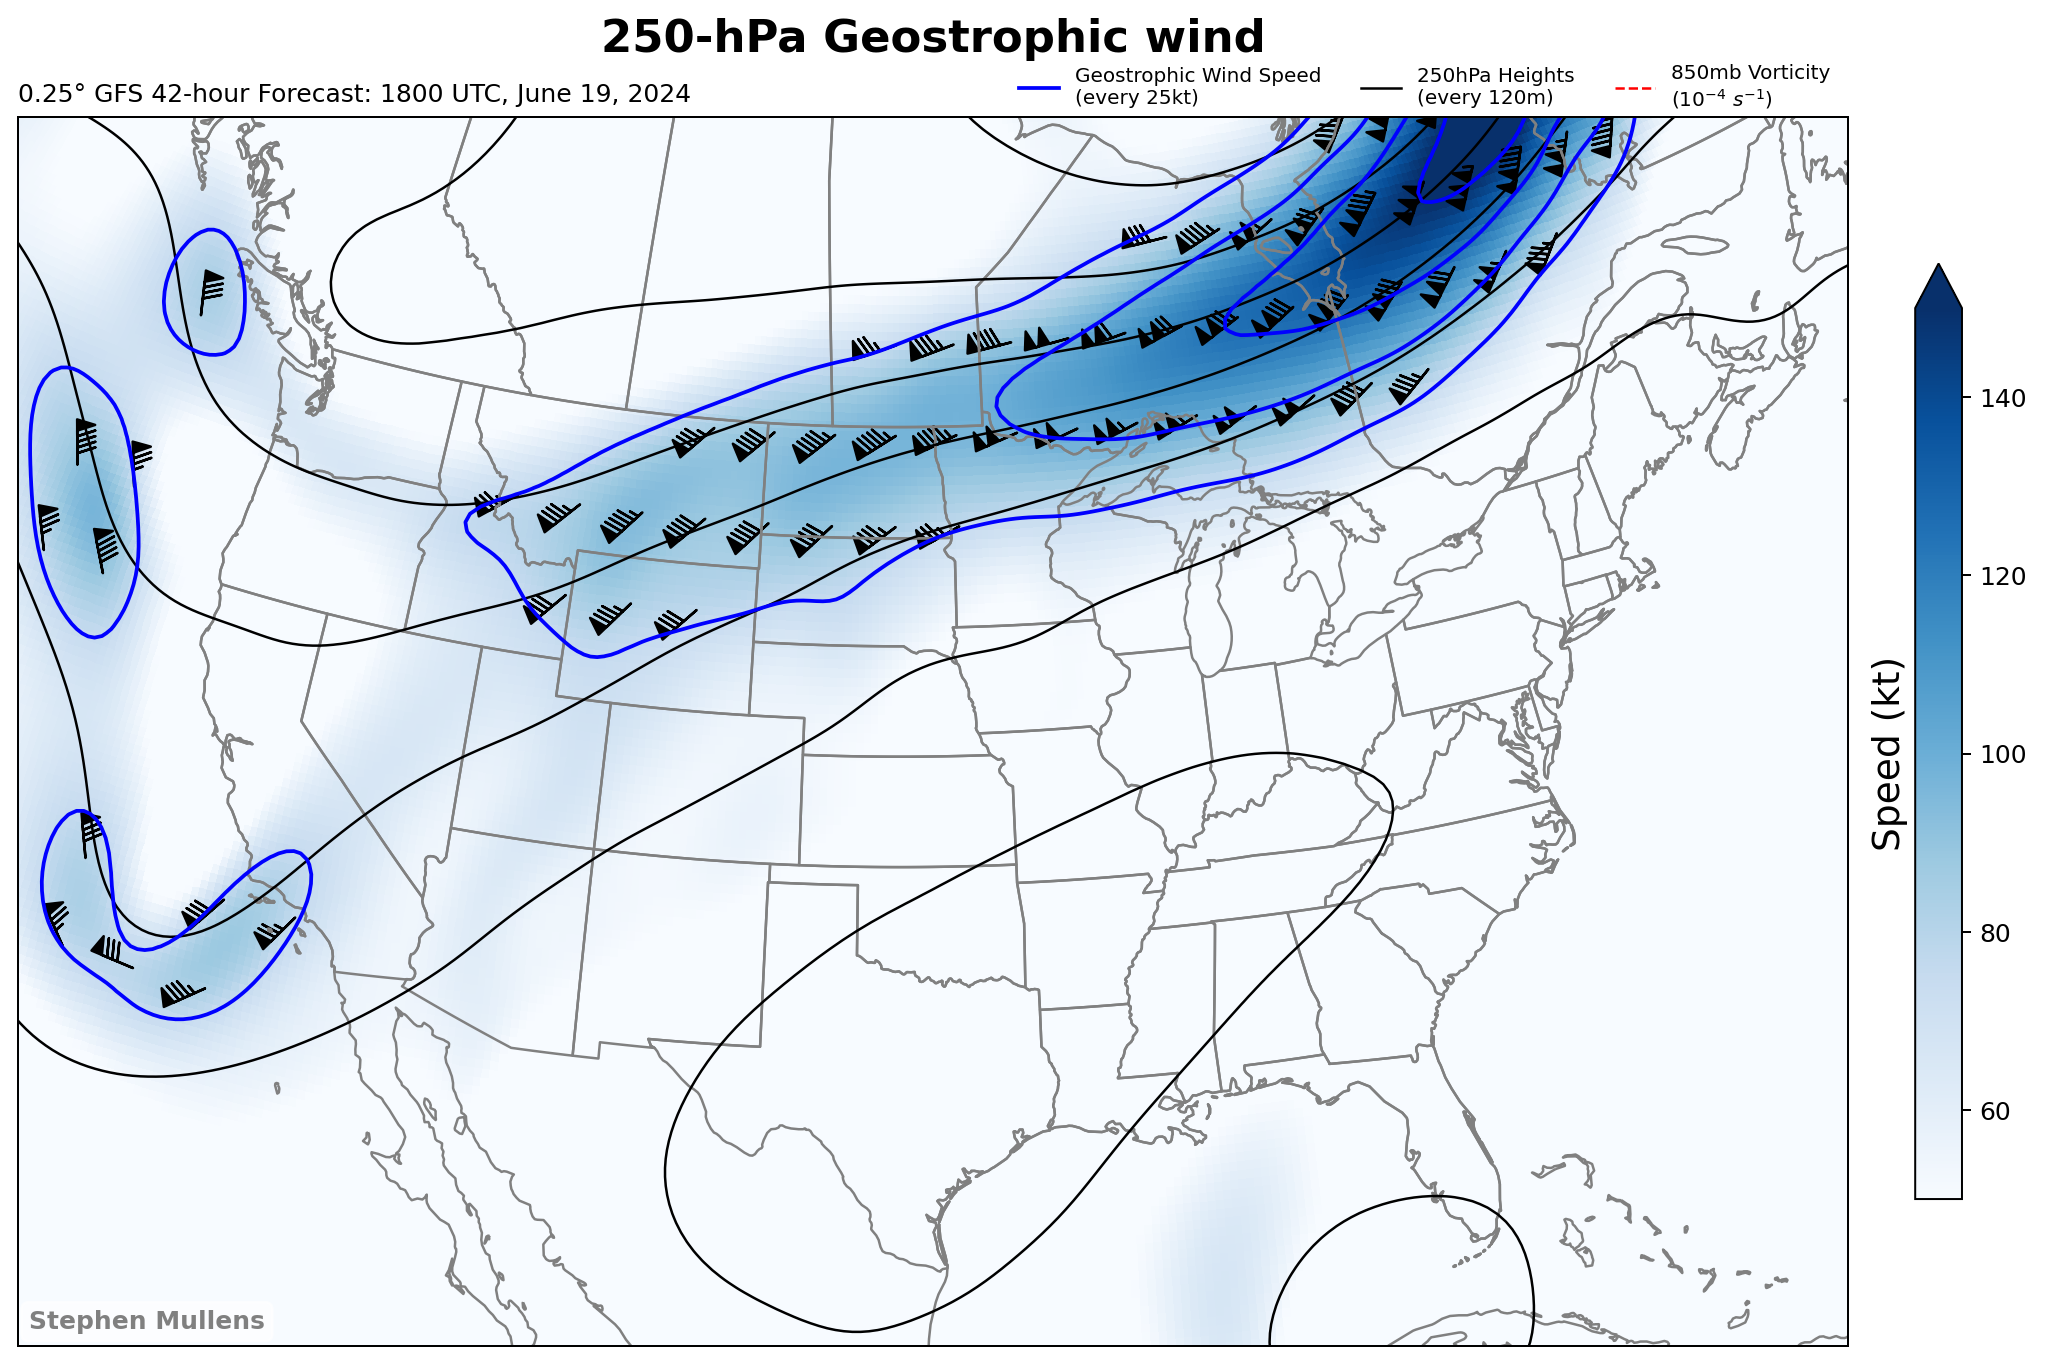 250-hPa Geostrophic wind
0.25° GFS 42-hour Forecast: 1800 UTC, June 19, 2024
Geostrophic Wind Speed
(every 25kt)
250hPa Heights
(every 120m)
850mb Vorticity
(10⁻⁴ s⁻¹)
140
120
100
80
60
Speed (kt)
Stephen Mullens